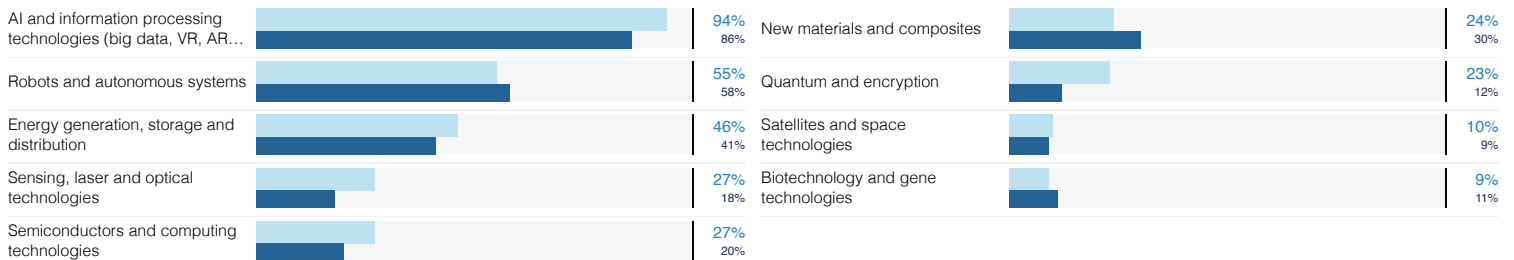 AI and information processing
technologies (big data, VR, AR…
94%
86%
Robots and autonomous systems
55%
58%
Energy generation, storage and
distribution
46%
41%
Sensing, laser and optical
technologies
27%
18%
Semiconductors and computing
technologies
27%
20%
New materials and composites
24%
30%
Quantum and encryption
23%
12%
Satellites and space
technologies
10%
9%
Biotechnology and gene
technologies
9%
11%